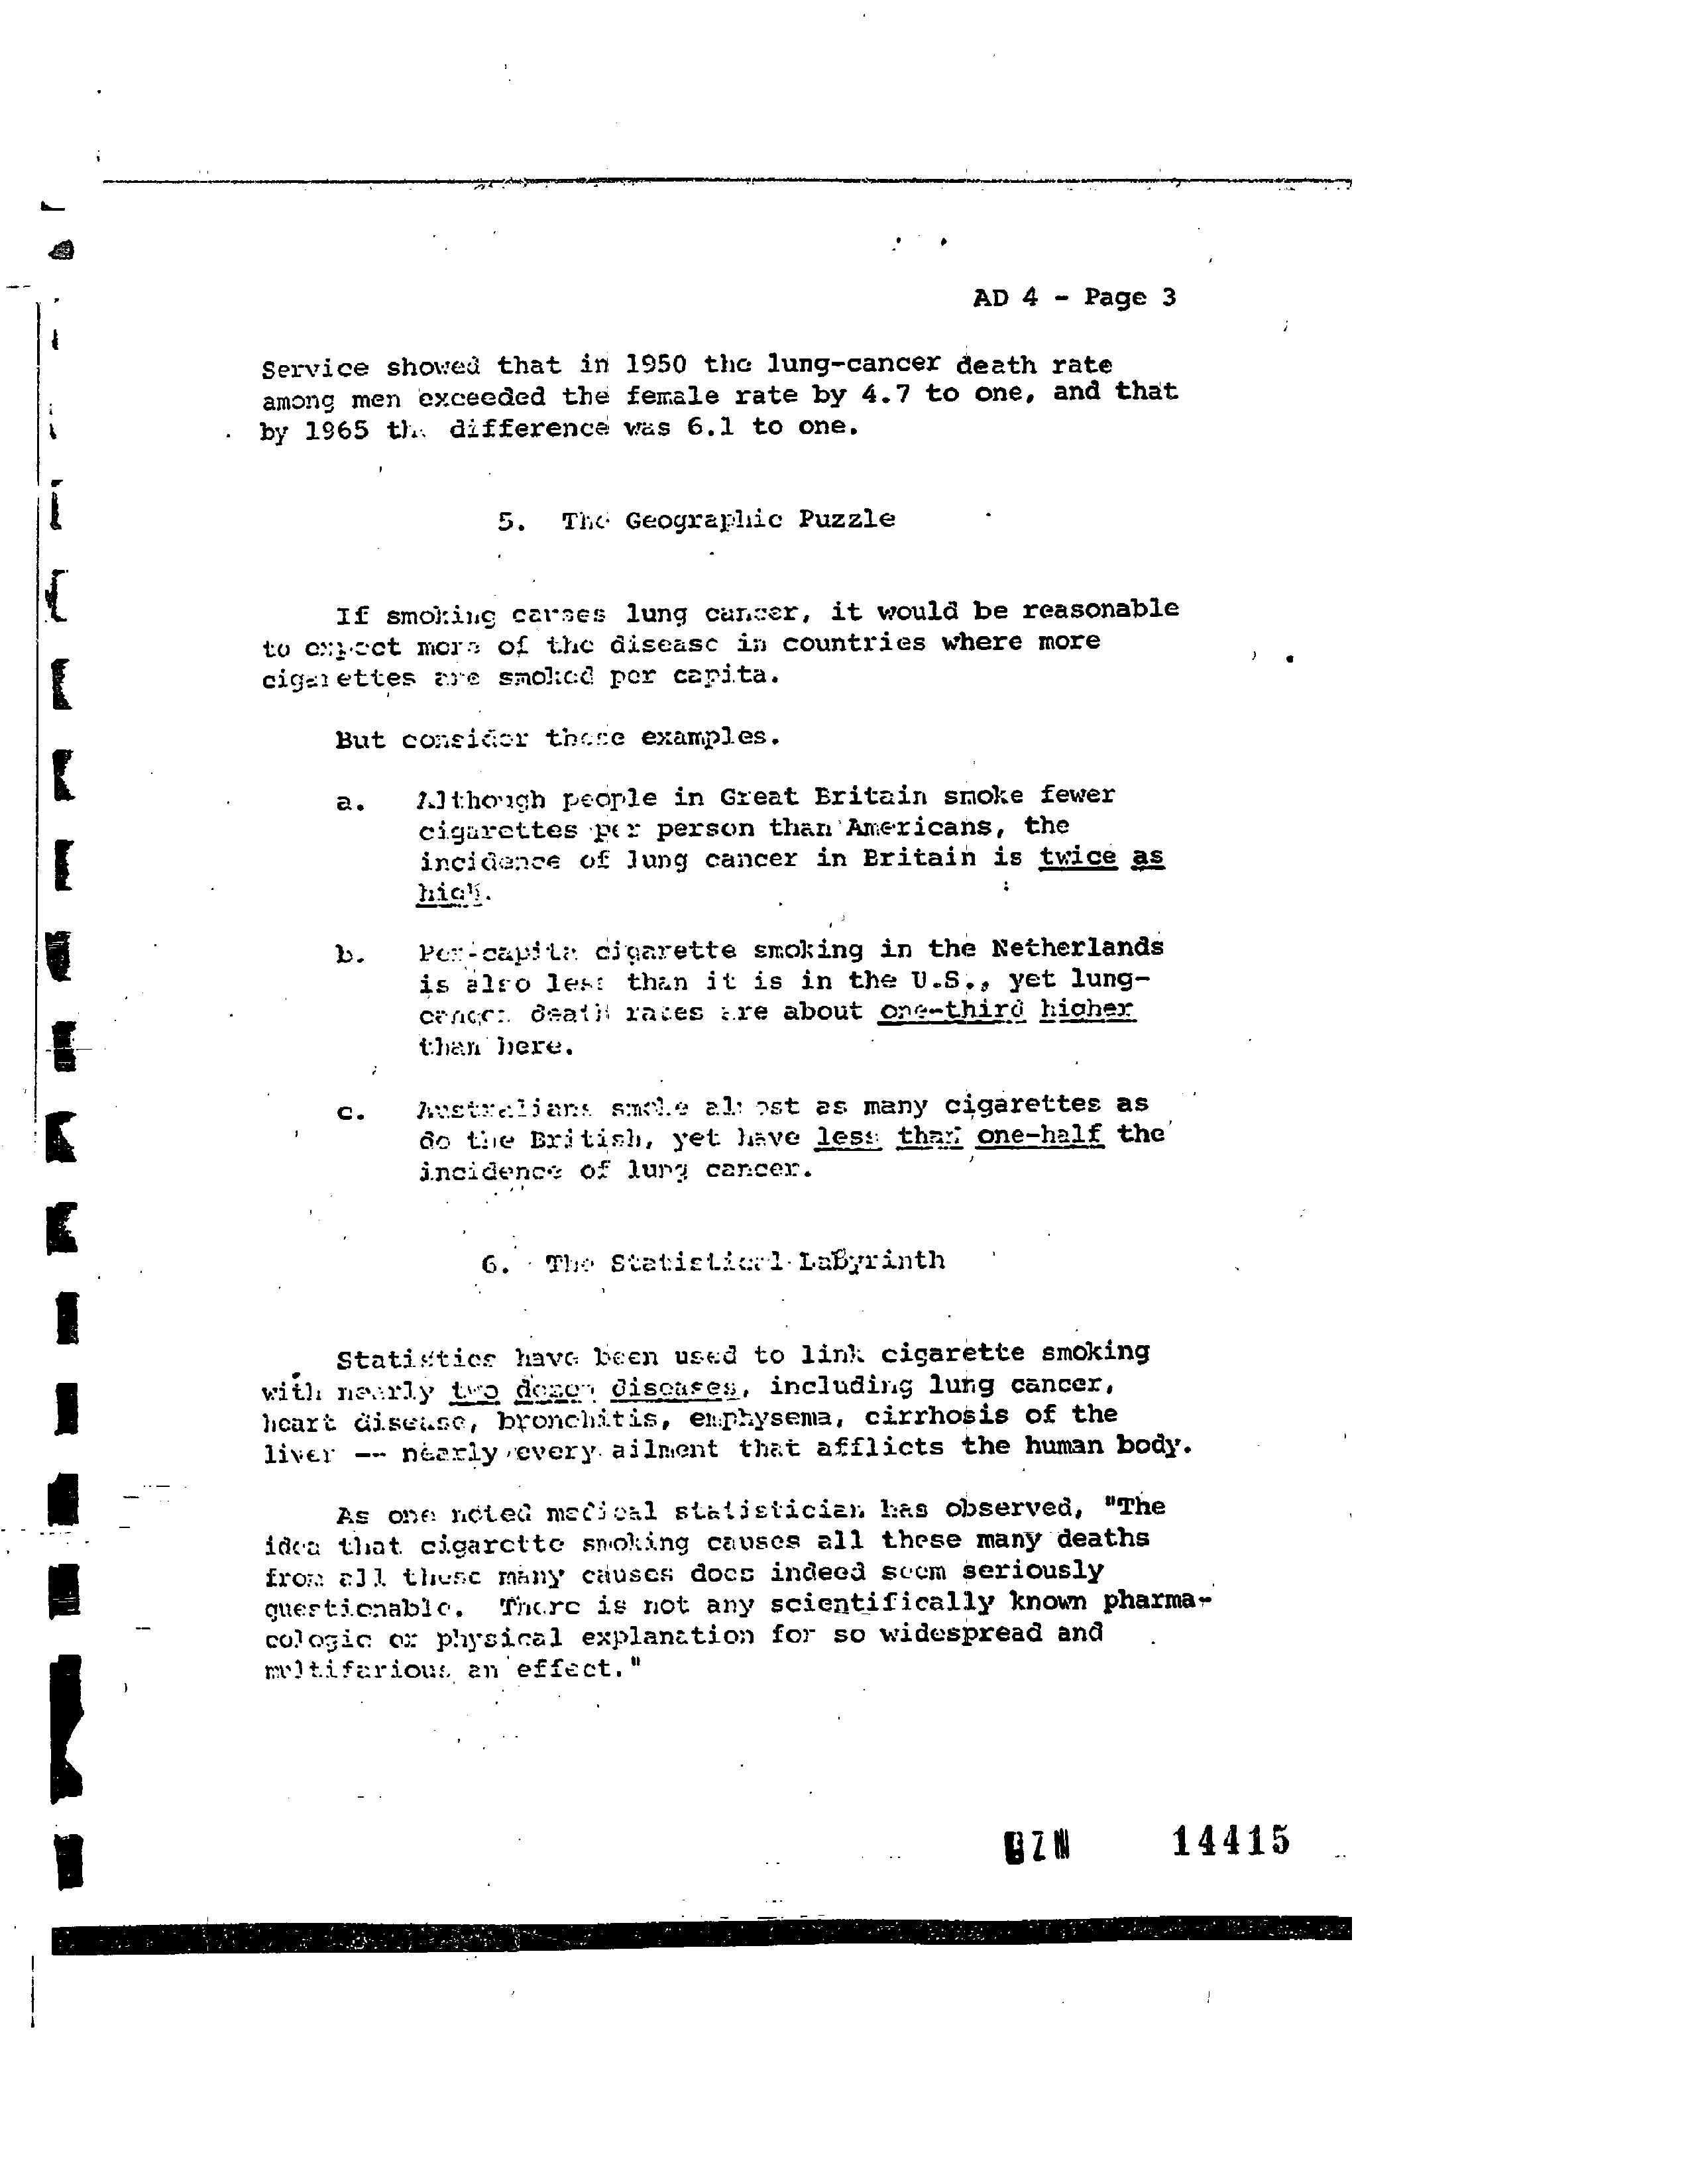 AD 4 - Page 3
Service showed that in 1950 the lung-cancer death rate
among men exceeded the female rate by 4.7 to one, and that
by 1965 the difference was 6.1 to one.
5. The Geographic Puzzle
If smoking causes lung cancer, it would be reasonable
to expect more of the disease in countries where more
cigarettes are smoked per capita.
But consider these examples.
a. Although people in Great Britain smoke fewer
cigarettes per person than Americans, the
incidence of lung cancer in Britain is twice as
high.
b. Per-capita cigarette smoking in the Netherlands
is also less than it is in the U.S., yet lung-
cancer death rates are about one-third higher
than here.
c. Australians smoke almost as many cigarettes as
do the British, yet have less than one-half the
incidence of lung cancer.
6. The Statistical Labyrinth
Statistics have been used to link cigarette smoking
with nearly two dozen diseases, including lung cancer,
heart disease, bronchitis, emphysema, cirrhosis of the
liver -- nearly every ailment that afflicts the human body.
As one noted medical statistician has observed, "The
idea that cigarette smoking causes all these many deaths
from all these many causes does indeed seem seriously
questionable. There is not any scientifically known pharma-
cologic or physical explanation for so widespread and
multifarious an effect."
14415